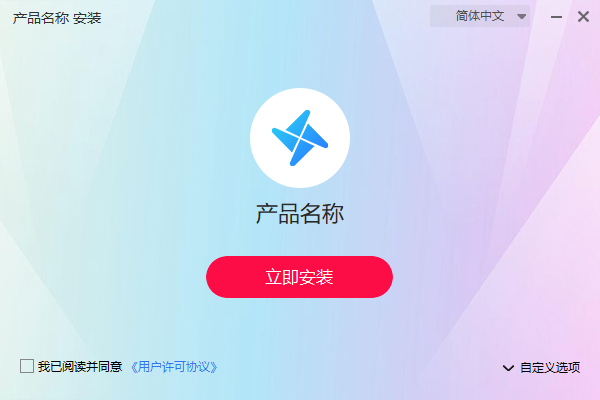 产品名称 安装
简体中文
产品名称
立即安装
我已阅读并同意 《用户许可协议》
自定义选项